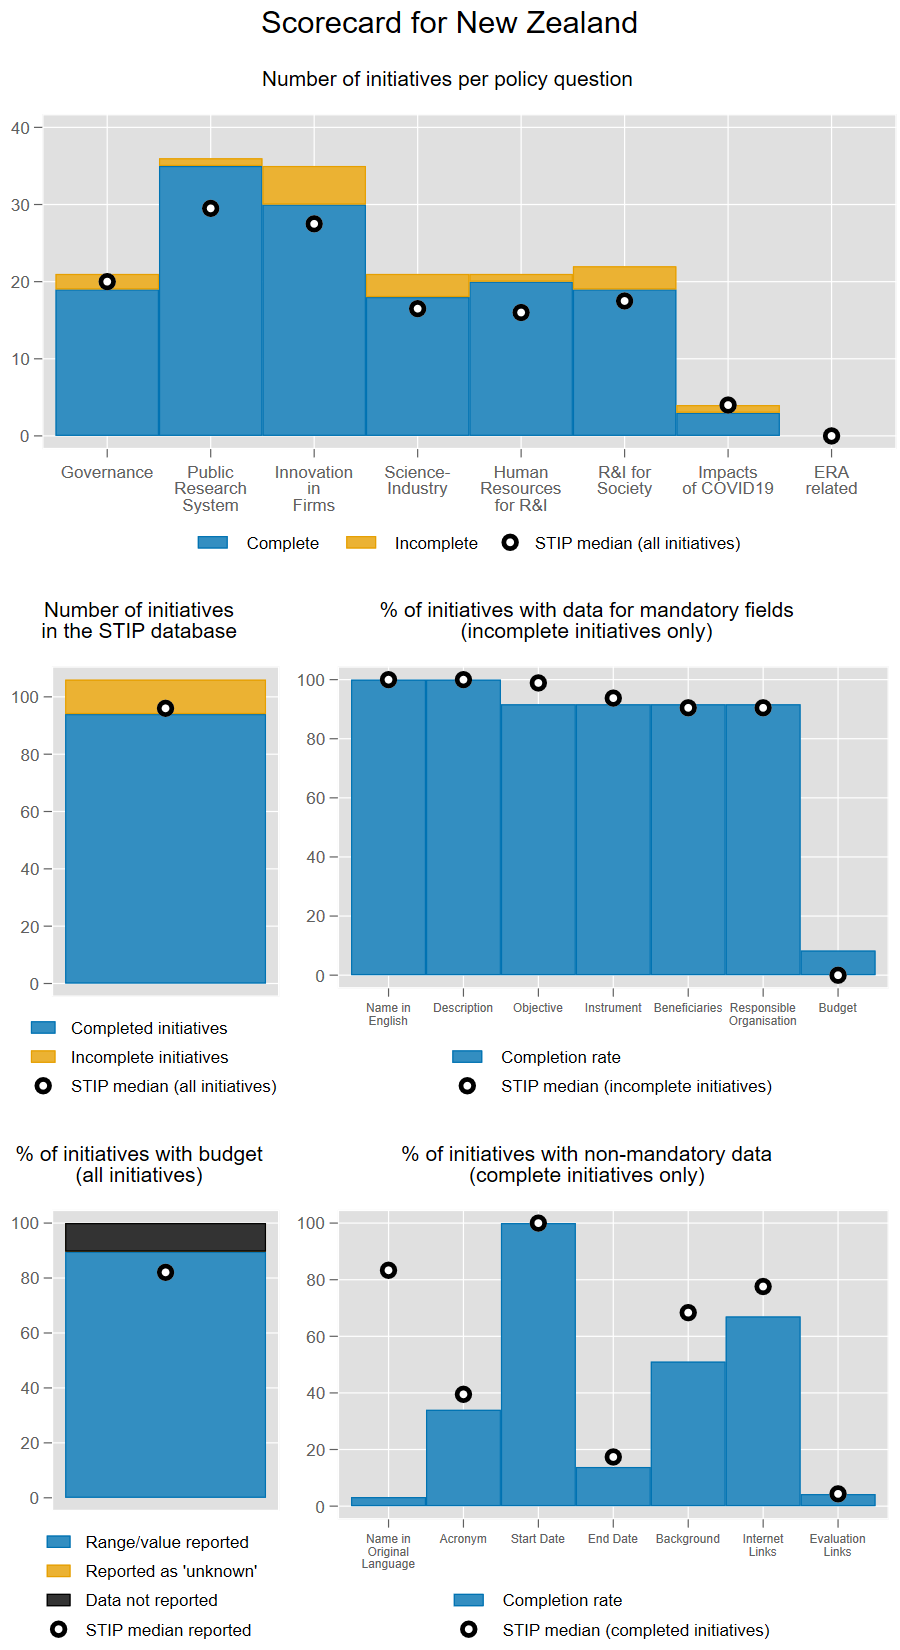 Scorecard for New Zealand
Number of initiatives per policy question
40
30
20
10
0
Governance
Public
Research
System
Innovation
in
Firms
Science-
Industry
Human
Resources
for R&I
R&I for
Society
Impacts
of COVID19
ERA
related
Complete
Incomplete
STIP median (all initiatives)
Number of initiatives
in the STIP database
100
80
60
40
20
0
Completed initiatives
Incomplete initiatives
STIP median (all initiatives)
% of initiatives with data for mandatory fields
(incomplete initiatives only)
100
80
60
40
20
0
Name in
English
Description
Objective
Instrument
Beneficiaries
Responsible
Organisation
Budget
Completion rate
STIP median (incomplete initiatives)
% of initiatives with budget
(all initiatives)
100
80
60
40
20
0
Range/value reported
Reported as 'unknown'
Data not reported
STIP median reported
% of initiatives with non-mandatory data
(complete initiatives only)
100
80
60
40
20
0
Name in
Original
Language
Acronym
Start Date
End Date
Background
Internet
Links
Evaluation
Links
Completion rate
STIP median (completed initiatives)